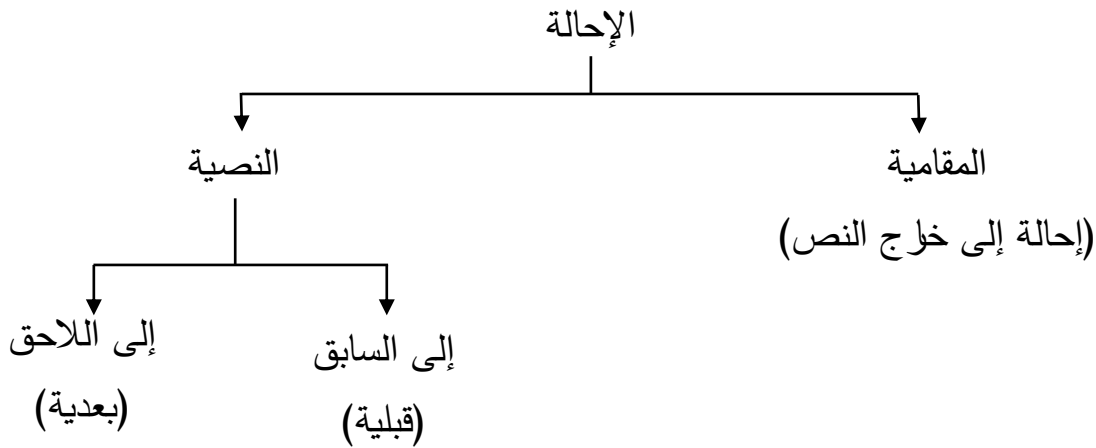 الإحالة
المقامية
(إحالة إلى خارج النص)
النصية
إلى السابق
(قبلية)
إلى اللاحق
(بعدية)